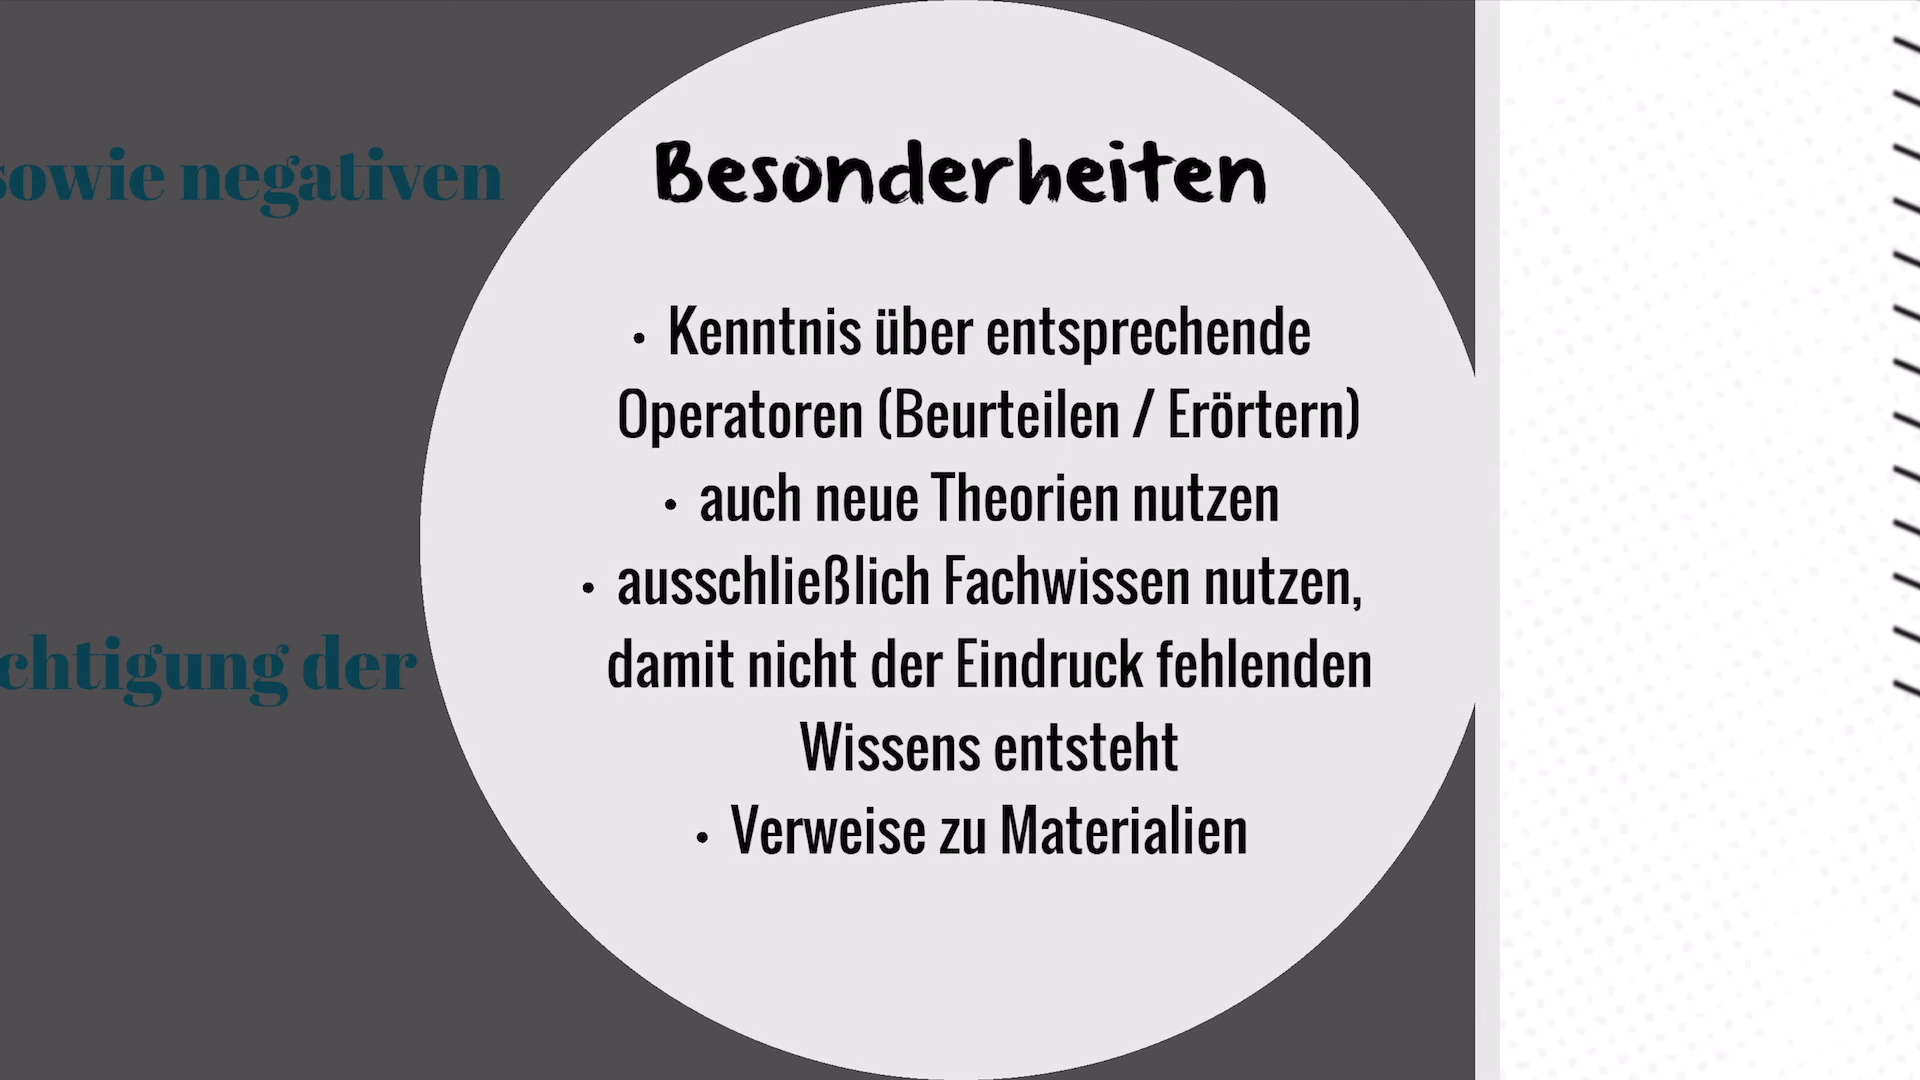 sowie negativen
chtigung der
Besonderheiten
• Kenntnis über entsprechende
Operatoren (Beurteilen / Erörtern)
• auch neue Theorien nutzen
• ausschließlich Fachwissen nutzen,
damit nicht der Eindruck fehlenden
Wissens entsteht
• Verweise zu Materialien